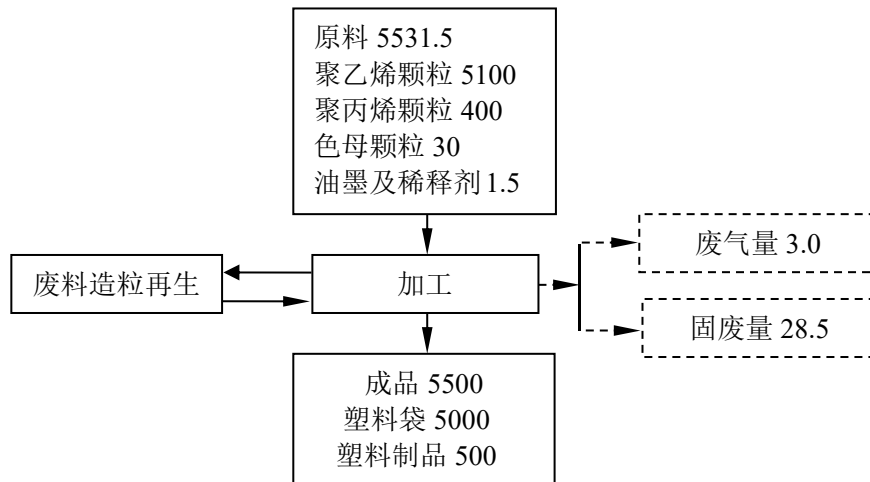 原料 5531.5
聚乙烯颗粒 5100
聚丙烯颗粒 400
色母颗粒 30
油墨及稀释剂 1.5
废气量 3.0
废料造粒再生
加工
固废量 28.5
成品 5500
塑料袋 5000
塑料制品 500